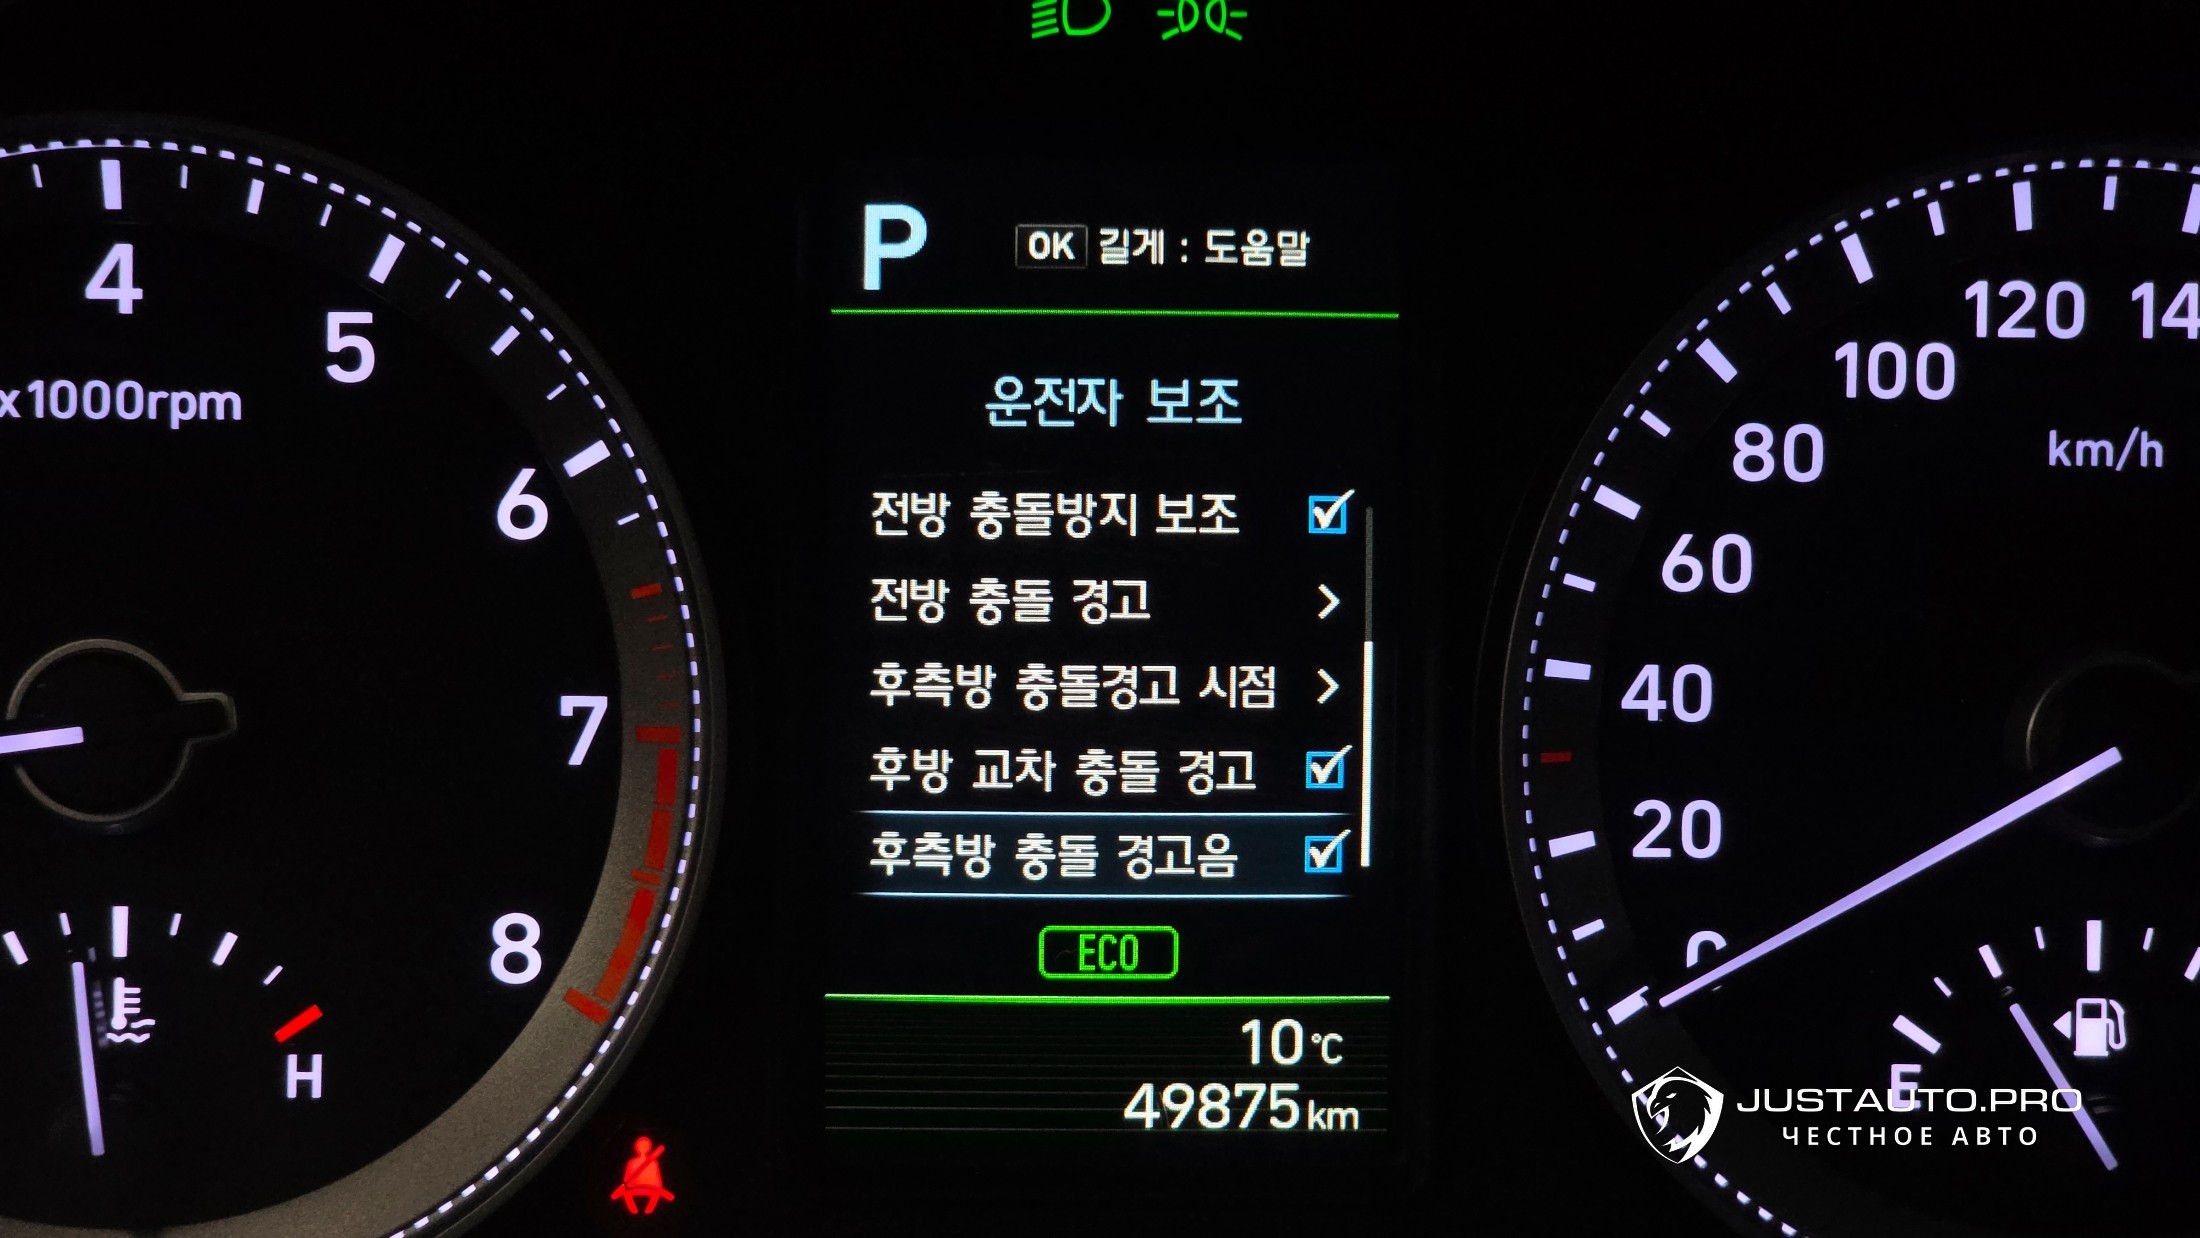 P
OK 길게 : 도움말
운전자 보조
전방 충돌방지 보조
전방 충돌 경고
후측방 충돌경고 시점
후방 교차 충돌 경고
후측방 충돌 경고음
ECO
10°C
49875km
4
5
x1000rpm
6
7
8
H
14
120
100
80
km/h
60
40
20
0
E
JUSTAUTO.PRO
ЧЕСТНОЕ АВТО